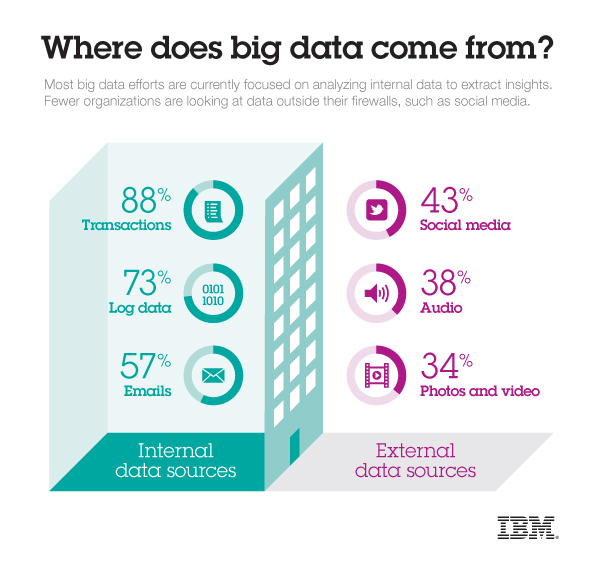 Where does big data come from?
Most big data efforts are currently focused on analyzing internal data to extract insights.
Fewer organizations are looking at data outside their firewalls, such as social media.
88%
Transactions
73%
Log data
0101
1010
57%
Emails
Internal
data sources
43%
Social media
38%
Audio
34%
Photos and video
External
data sources
IBM®